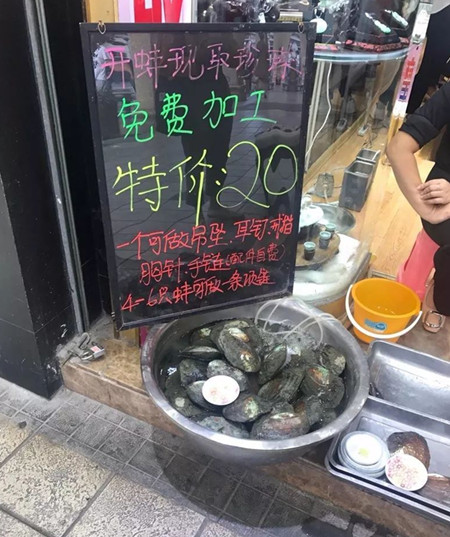 开蚌现取珍珠
免费加工
特价:20
一个可做吊坠.耳钉.戒指
胸针.手链(配件自费)
4-6只蚌可做一条项链